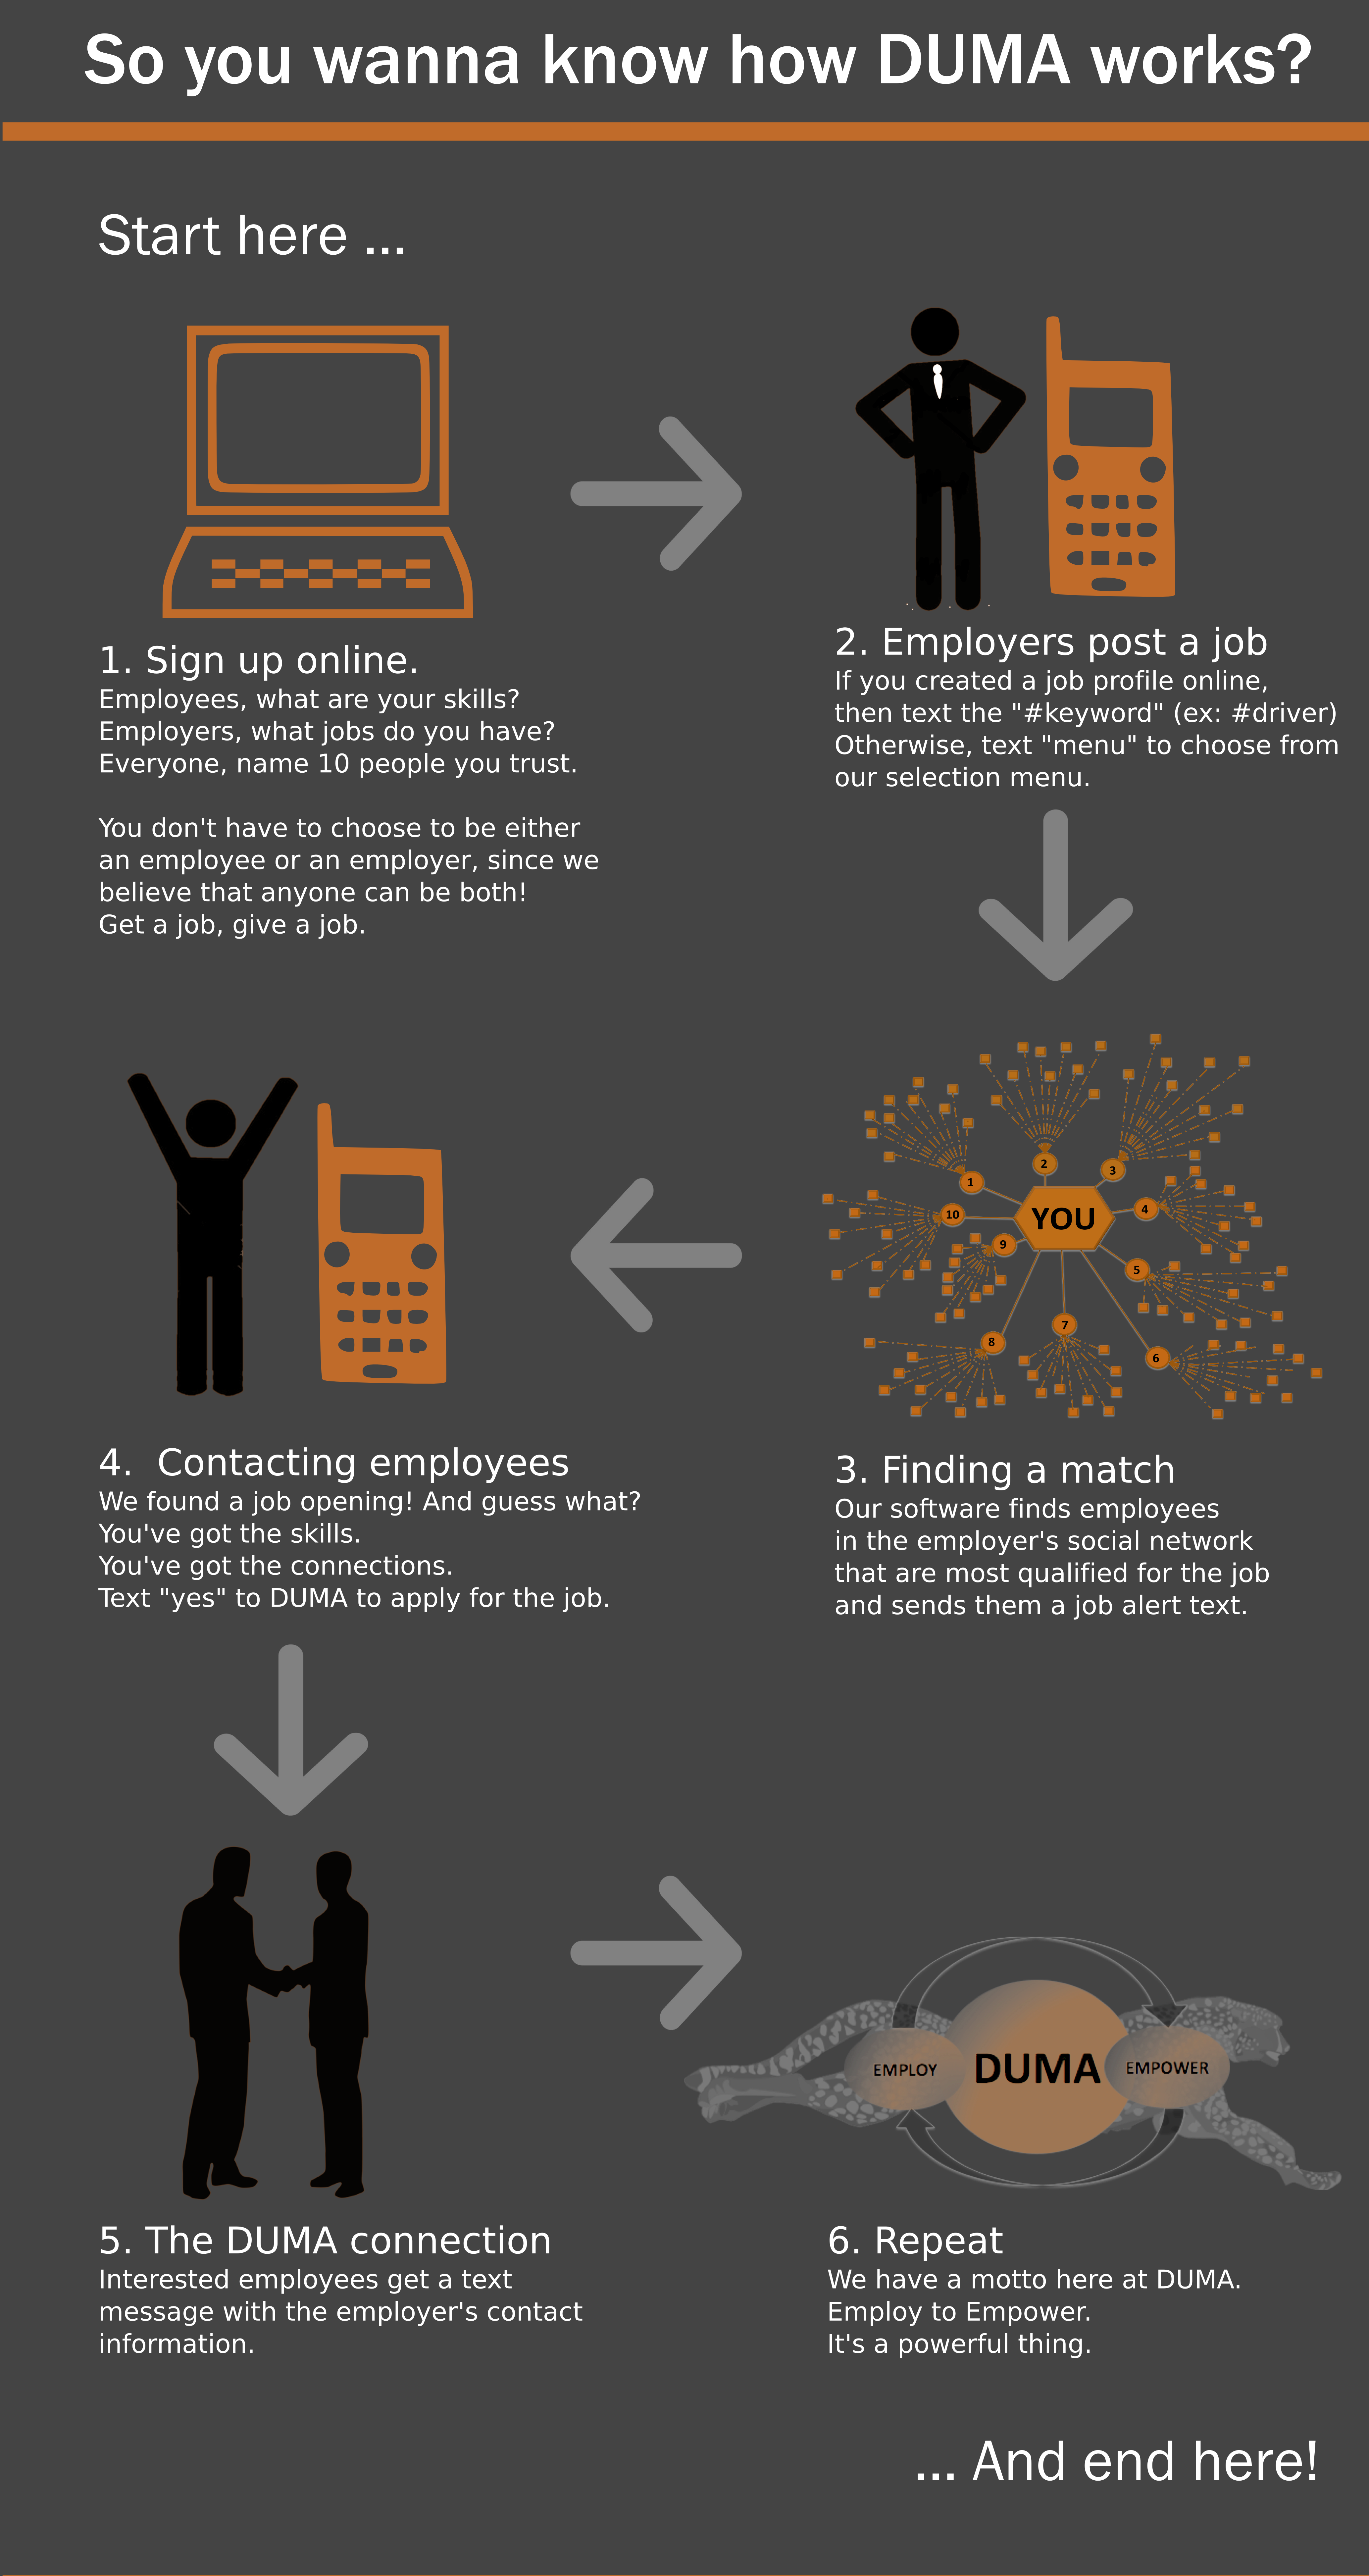 So you wanna know how DUMA works?
Start here ...
1. Sign up online.
Employees, what are your skills?
Employers, what jobs do you have?
Everyone, name 10 people you trust.
You don't have to choose to be either
an employee or an employer, since we
believe that anyone can be both!
Get a job, give a job.
2. Employers post a job
If you created a job profile online,
then text the "#keyword" (ex: #driver)
Otherwise, text "menu" to choose from
our selection menu.
1
2
3
4
5
6
7
8
9
10
YOU
3. Finding a match
Our software finds employees
in the employer's social network
that are most qualified for the job
and sends them a job alert text.
4.  Contacting employees
We found a job opening! And guess what?
You've got the skills.
You've got the connections.
Text "yes" to DUMA to apply for the job.
5. The DUMA connection
Interested employees get a text
message with the employer's contact
information.
EMPLOY
DUMA
EMPOWER
6. Repeat
We have a motto here at DUMA.
Employ to Empower.
It's a powerful thing.
... And end here!